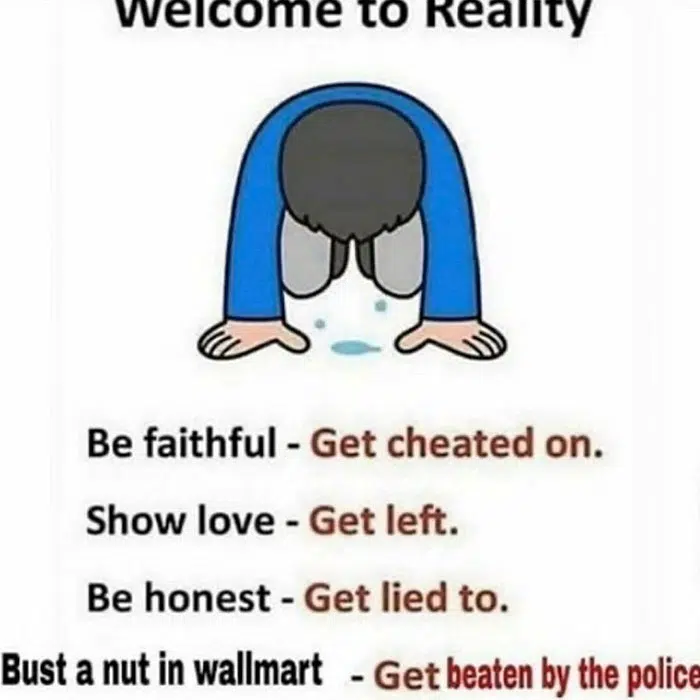 Welcome to Reality
Be faithful - Get cheated on.
Show love - Get left.
Be honest - Get lied to.
Bust a nut in wallmart - Get beaten by the police